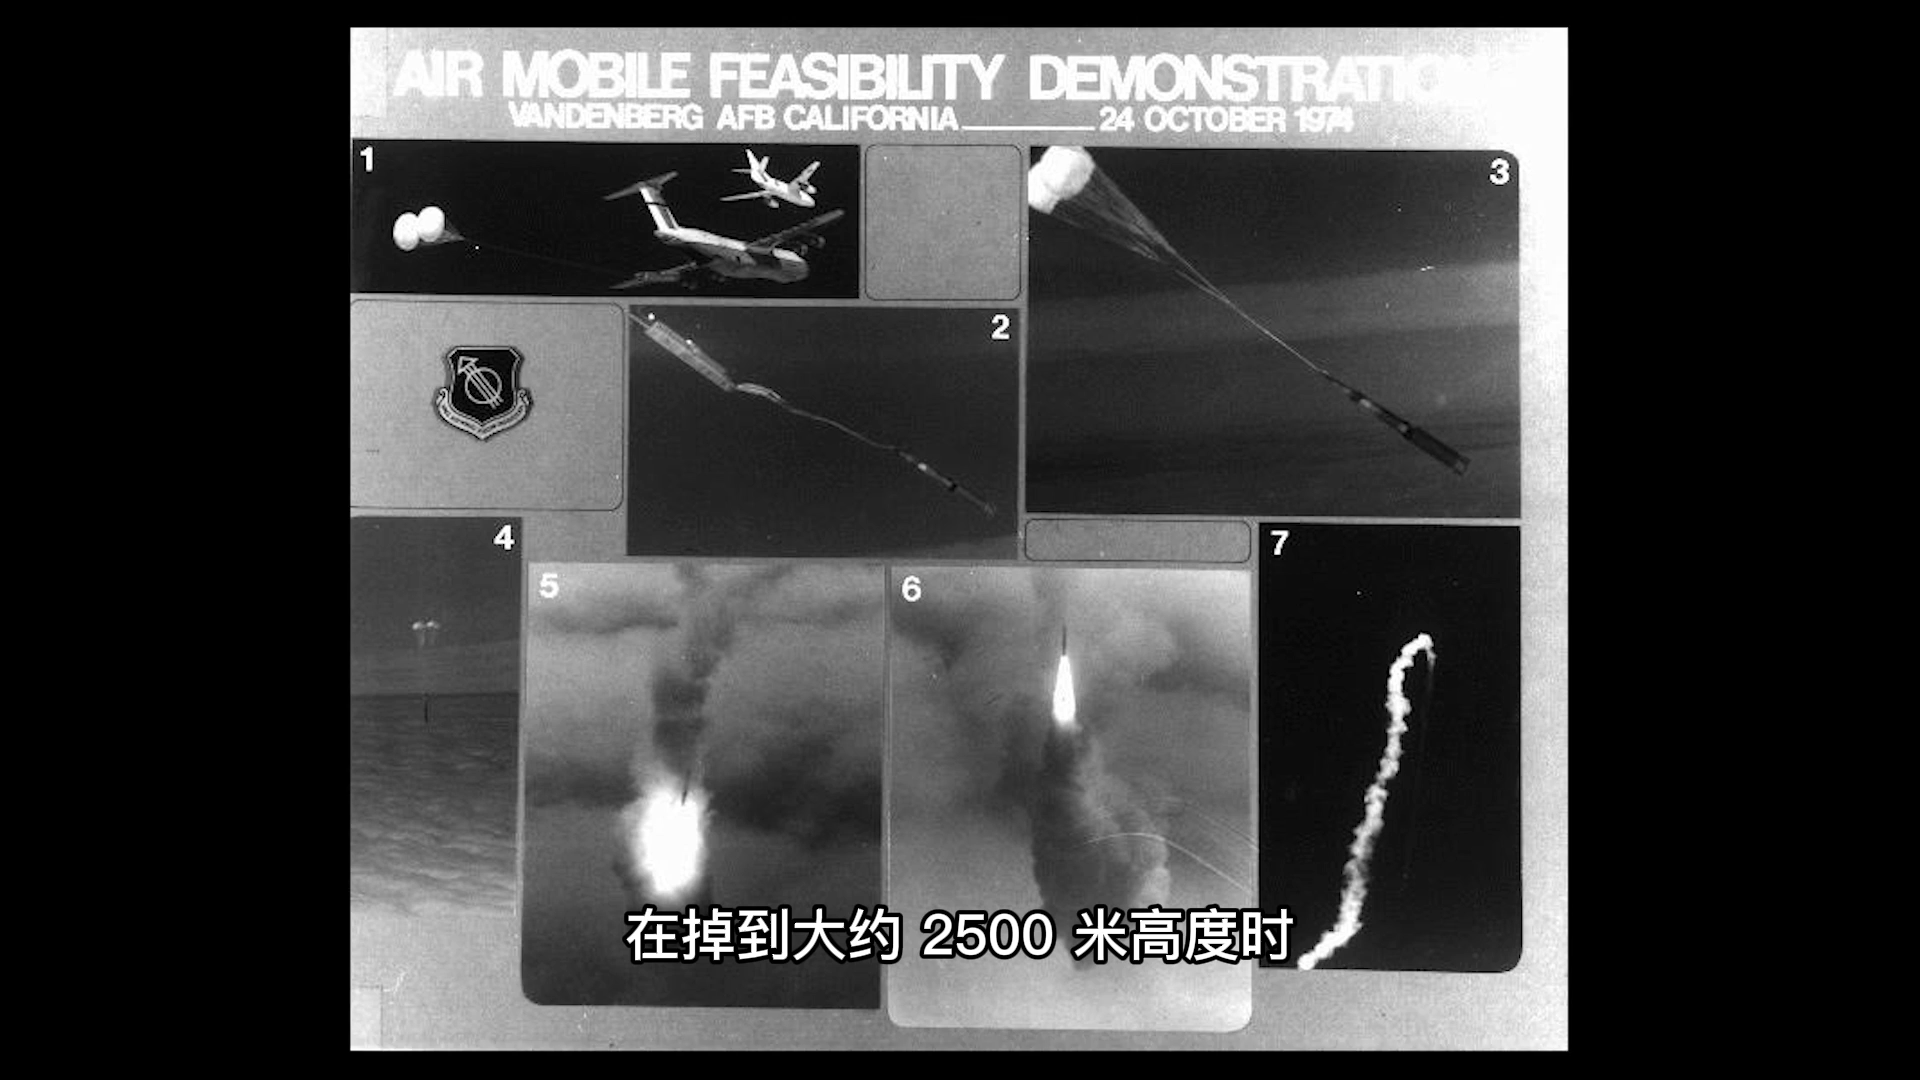 AIR MOBILE FEASIBILITY DEMONSTRATION
VANDENBERG AFB CALIFORNIA 24 OCTOBER 1974
1
2
3
4
5
6
7
在掉到大约 2500 米高度时